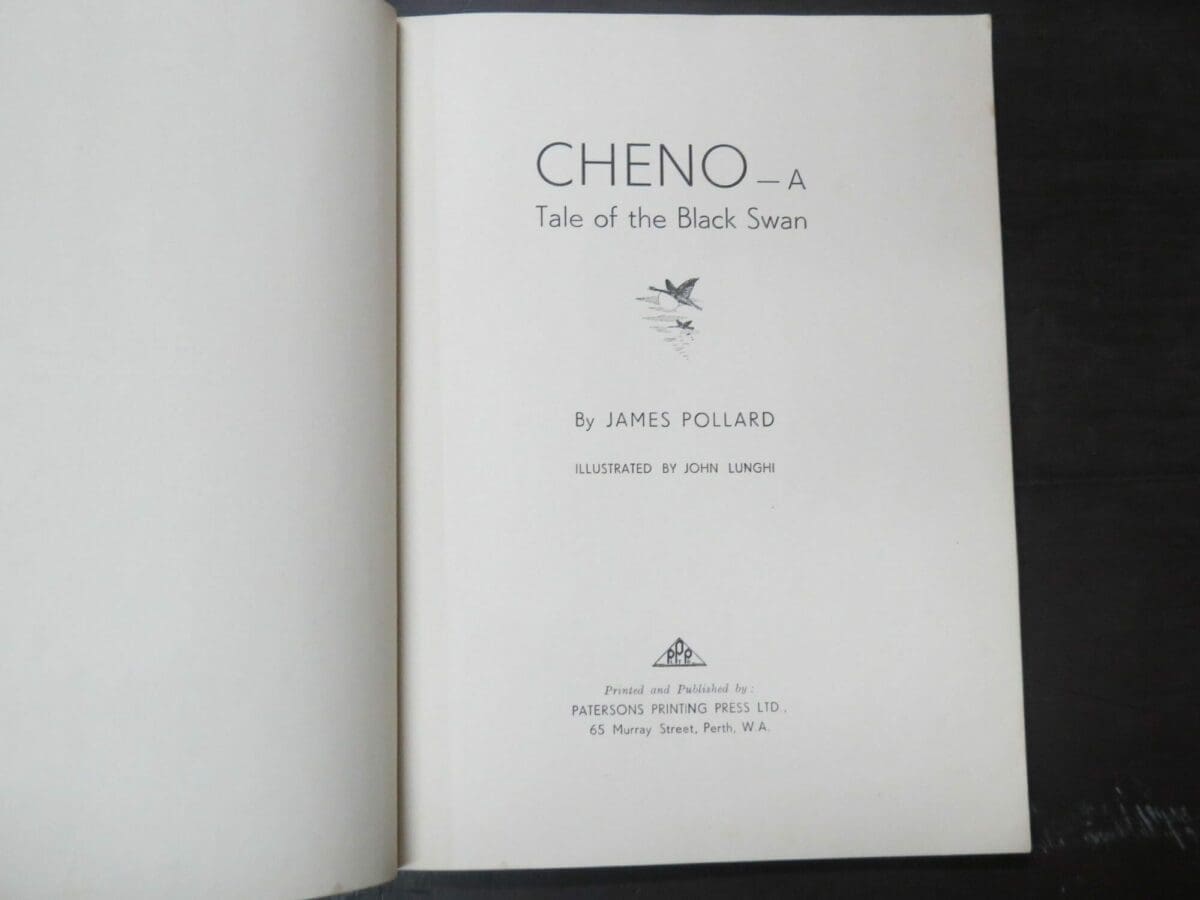 CHENO – A
Tale of the Black Swan
By JAMES POLLARD
ILLUSTRATED BY JOHN LUNGHI
PPP
Printed and Published by:
PATERSONS PRINTING PRESS LTD.
65 Murray Street, Perth, W.A.